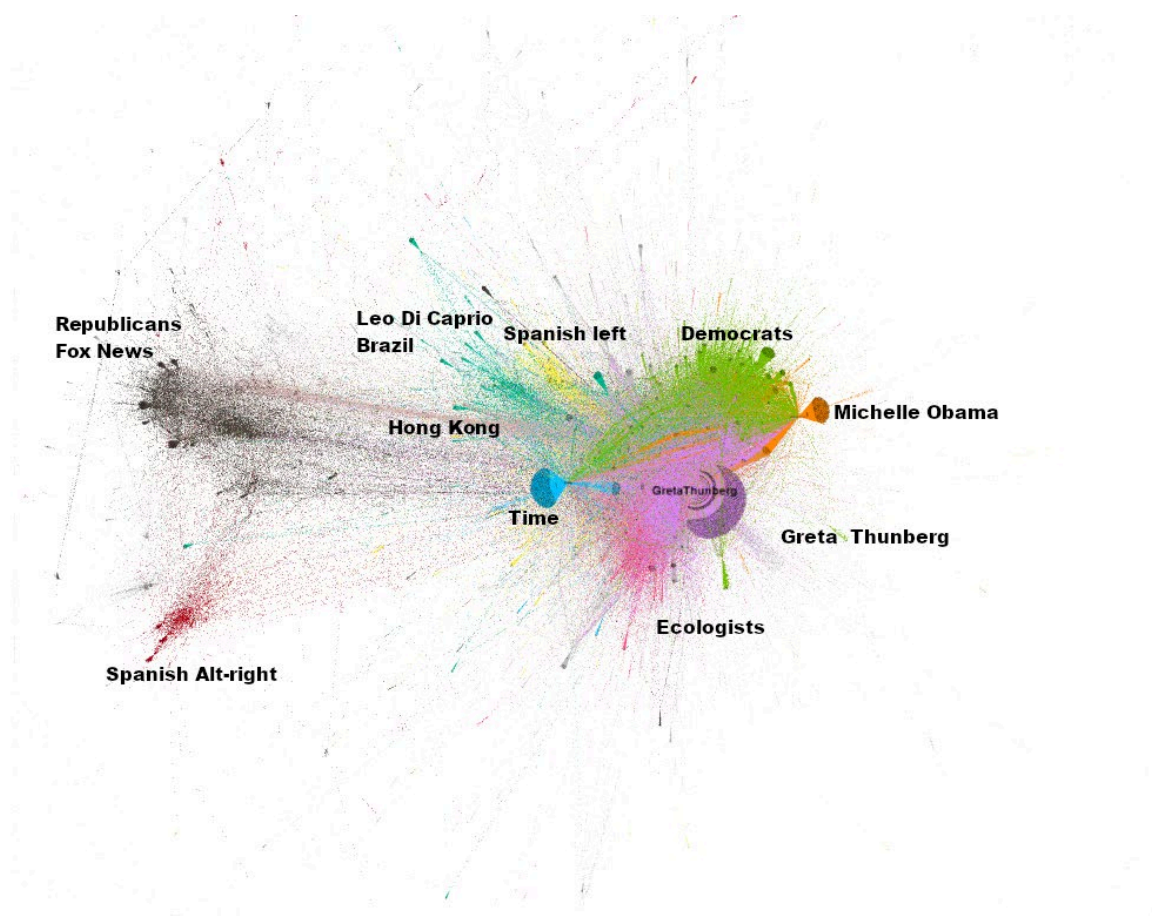 Republicans
Fox News
Leo Di Caprio
Brazil
Spanish left
Democrats
Michelle Obama
Hong Kong
GretaThunberg
Time
Greta Thunberg
Ecologists
Spanish Alt-right